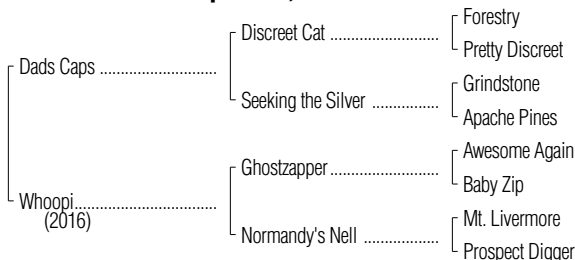 Forestry
Discreet Cat ....................
Pretty Discreet
Dads Caps ...........................
Grindstone
Seeking the Silver .................
Apache Pines
Awesome Again
Ghostzapper.........................
Baby Zip
Whoopi.................................
(2016)
Mt. Livermore
Normandy's Nell ..................
Prospect Digger